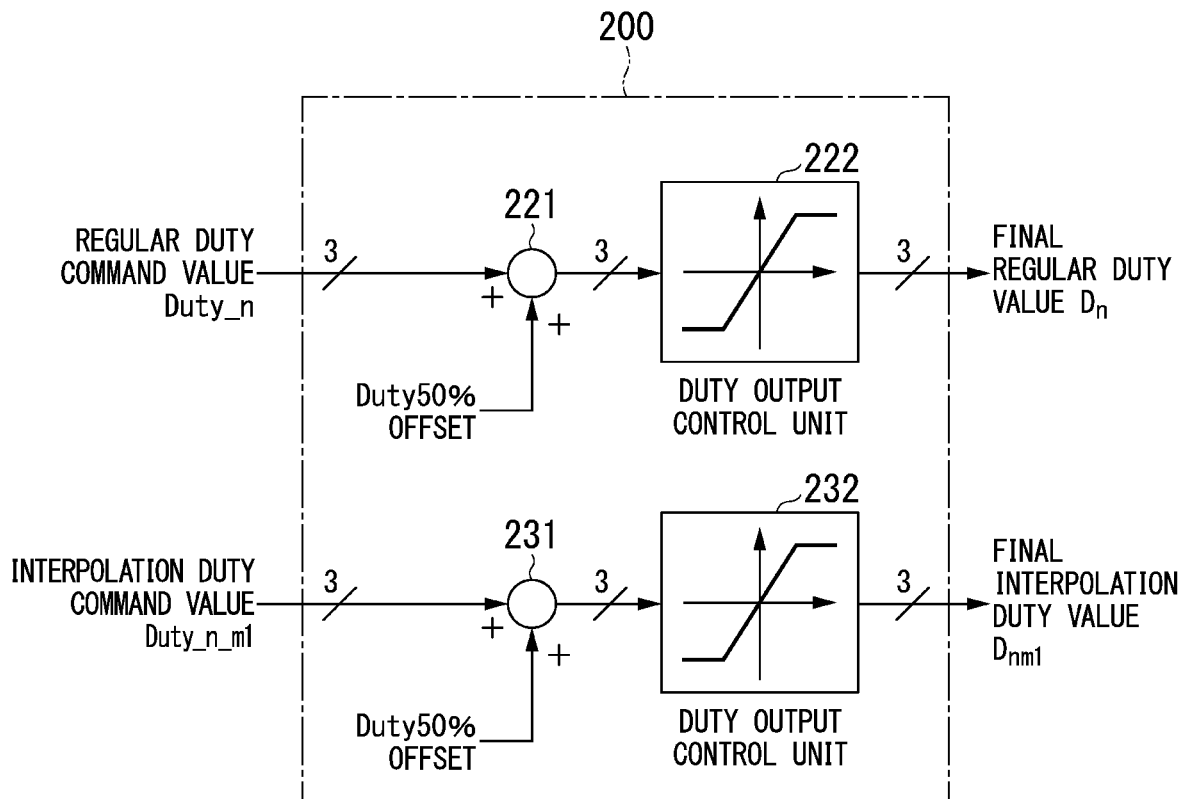 200
222
221
REGULAR DUTY
COMMAND VALUE
Duty_n
3
+
+
3
3
FINAL
REGULAR DUTY
VALUE Dn
Duty50%
OFFSET
DUTY OUTPUT
CONTROL UNIT
232
231
INTERPOLATION DUTY
COMMAND VALUE
Duty_n_m1
3
+
+
3
3
FINAL
INTERPOLATION
DUTY VALUE
Dnm1
Duty50%
OFFSET
DUTY OUTPUT
CONTROL UNIT